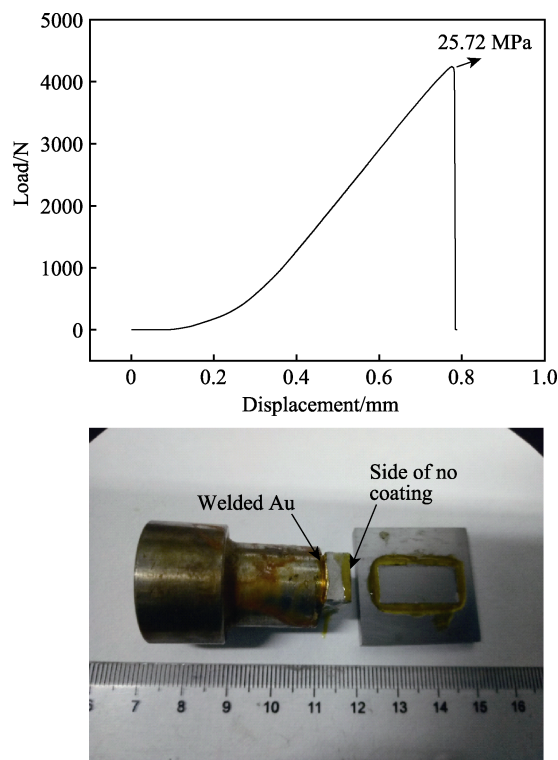 5000
25.72 MPa
4000
3000
2000
1000
0
Load/N
0 0.2 0.4 0.6 0.8 1.0
Displacement/mm
Side of no
coating
Welded Au
6 7 8 9 10 11 12 13 14 15 16